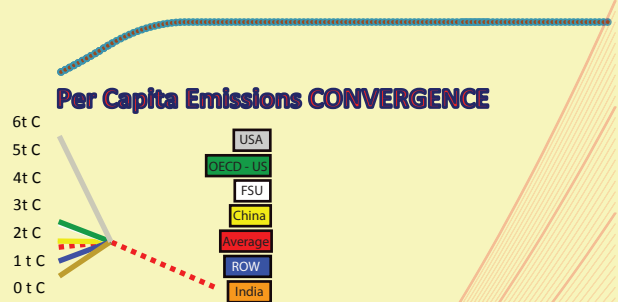 Per Capita Emissions CONVERGENCE
6t C
5t C
4t C
3t C
2t C
1 t C
0 t C
USA
OECD - US
FSU
China
Average
ROW
India